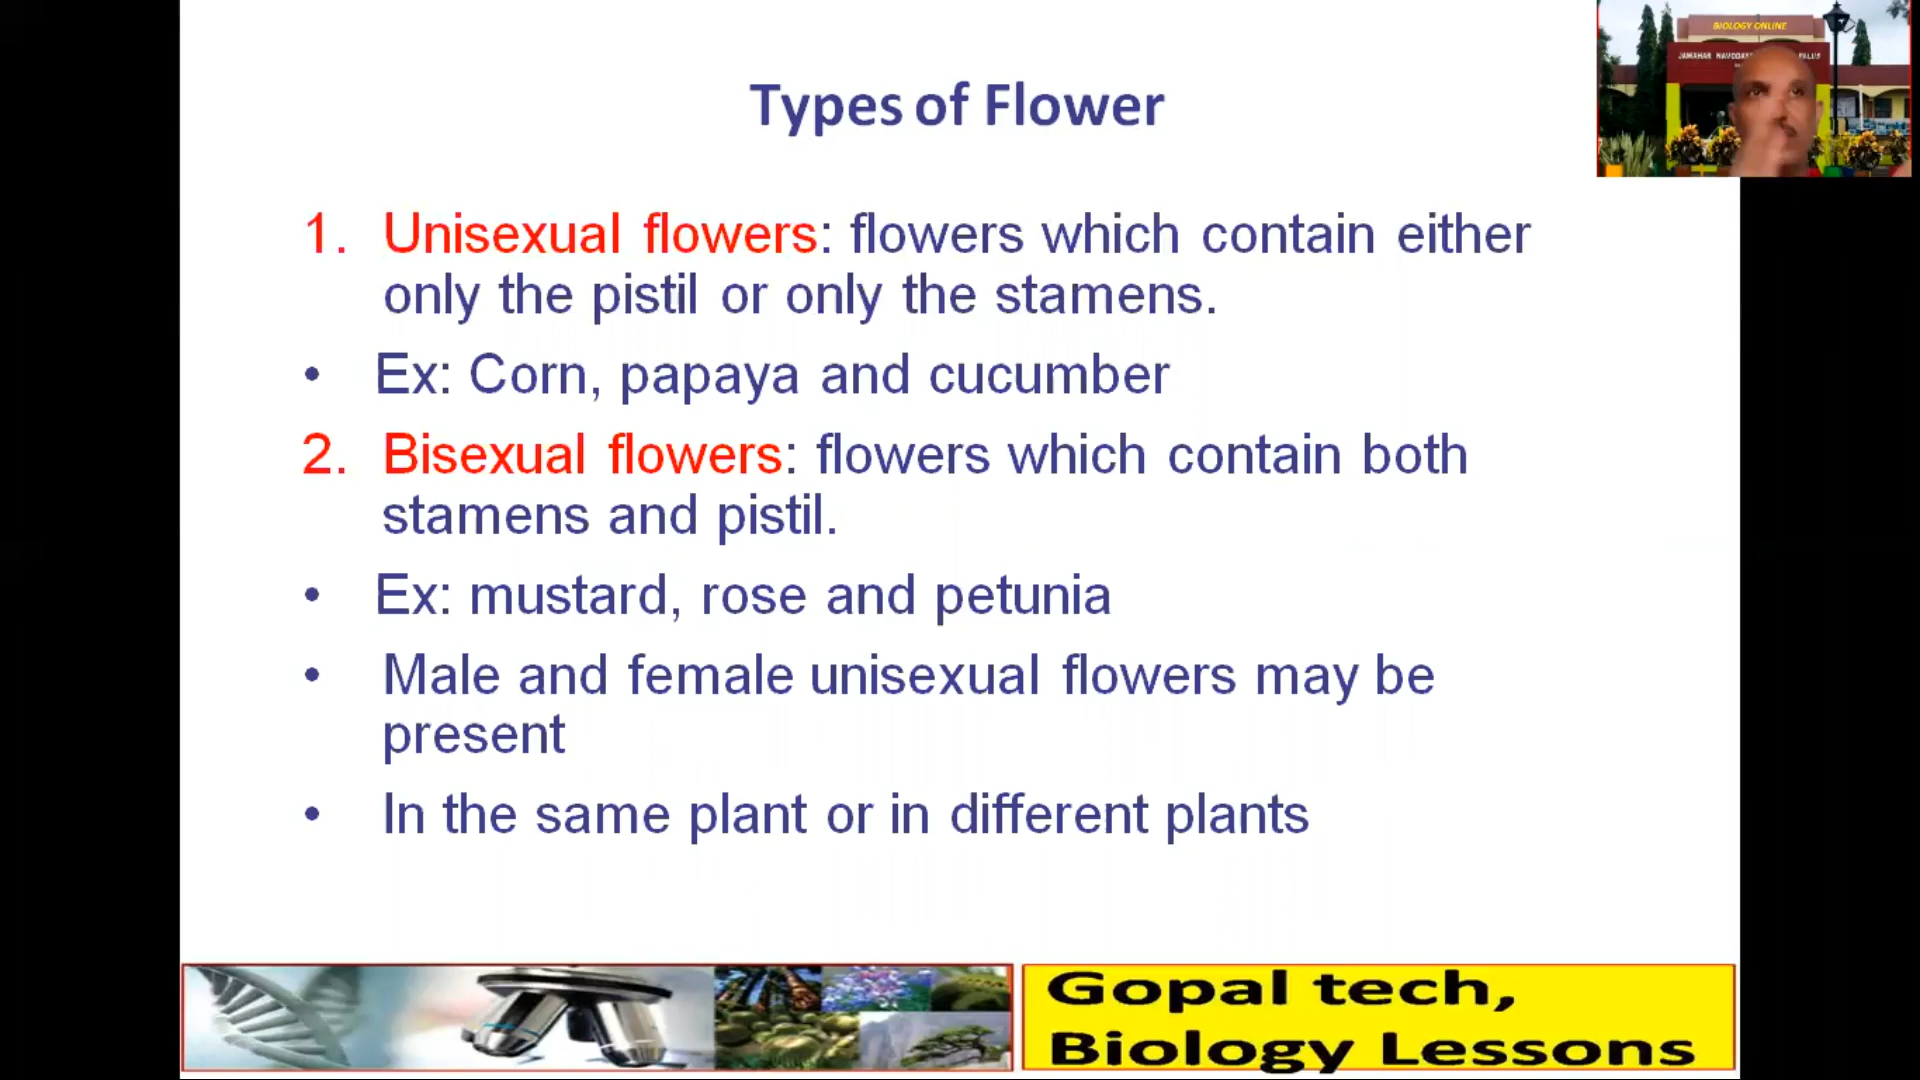 BIOLOGY ONLINE
Types of Flower
1. Unisexual flowers: flowers which contain either
only the pistil or only the stamens.
• Ex: Corn, papaya and cucumber
2. Bisexual flowers: flowers which contain both
stamens and pistil.
• Ex: mustard, rose and petunia
• Male and female unisexual flowers may be
present
• In the same plant or in different plants
Gopal tech,
Biology Lessons